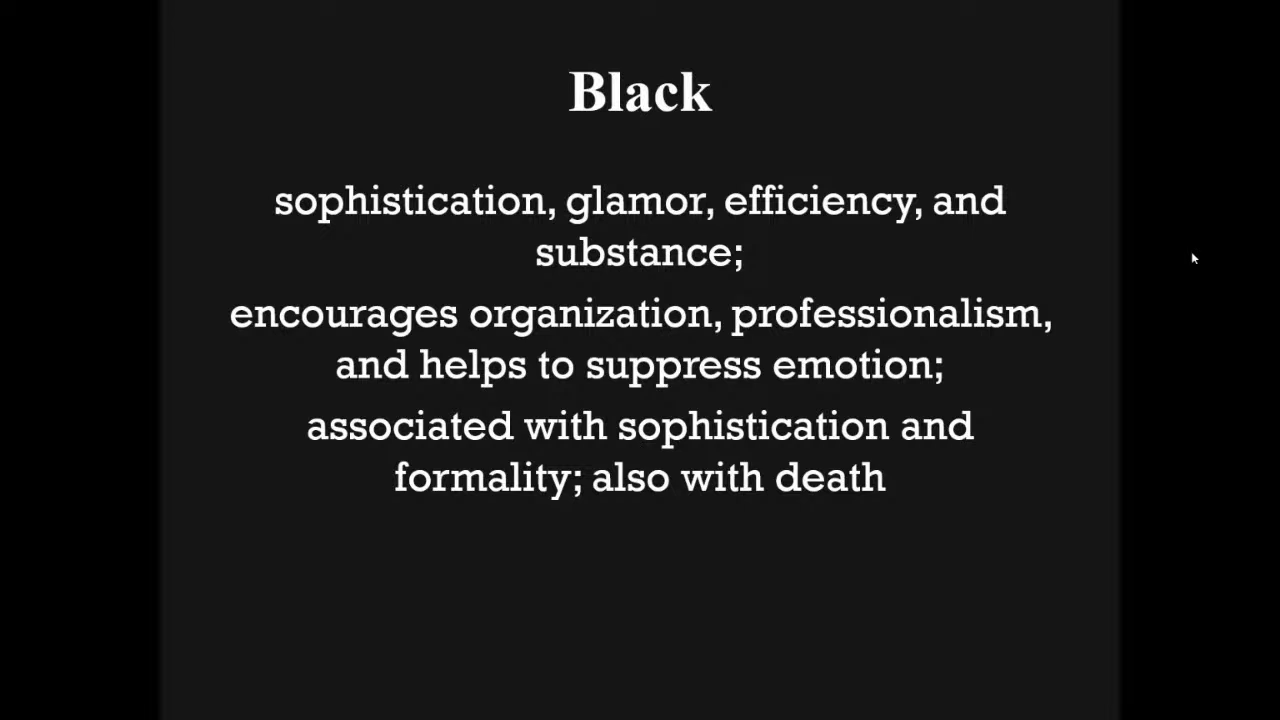 Black
sophistication, glamor, efficiency, and
substance;
encourages organization, professionalism,
and helps to suppress emotion;
associated with sophistication and
formality; also with death